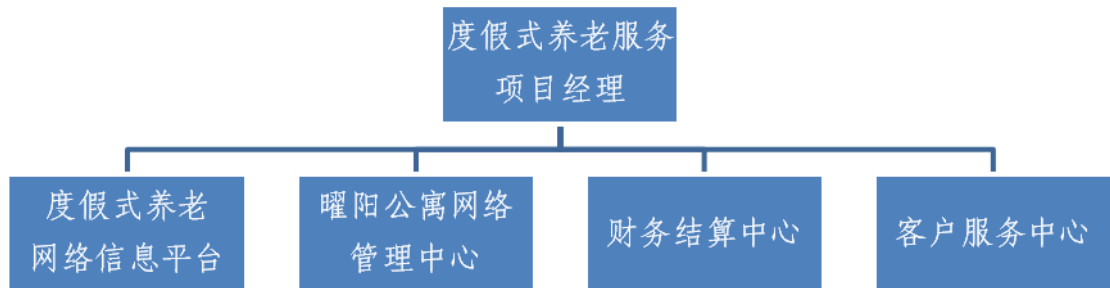 度假式养老服务
项目经理
度假式养老
网络信息平台
曜阳公寓网络
管理中心
财务结算中心
客户服务中心